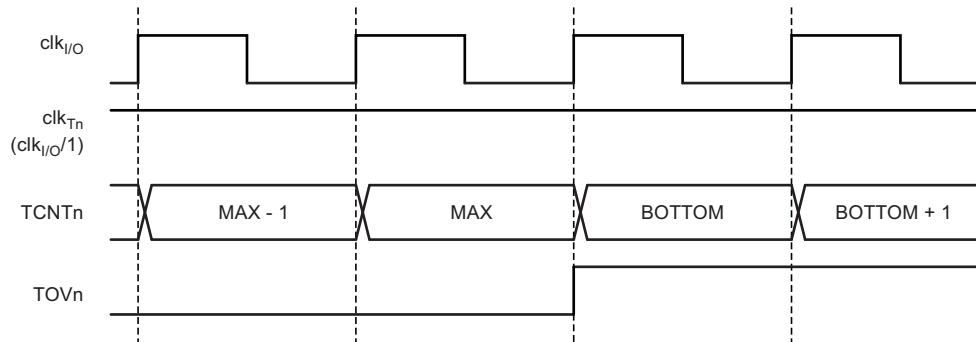 clkI/O
clkTn
(clkI/O/1)
TCNTn
MAX - 1
MAX
BOTTOM
BOTTOM + 1
TOVn